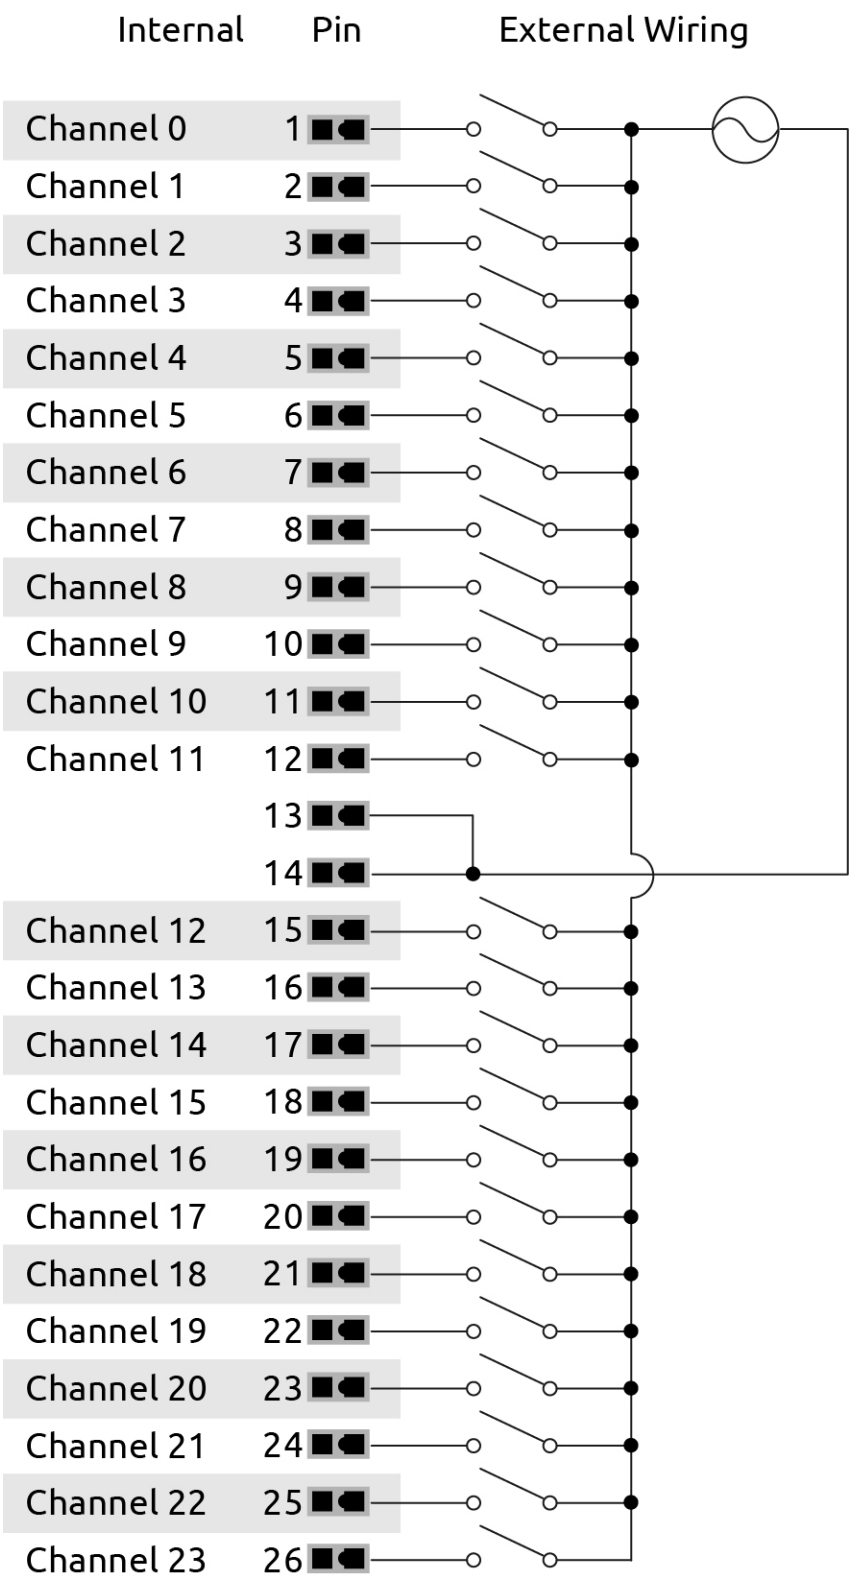 Internal Pin External Wiring
Channel 0 1
Channel 1 2
Channel 2 3
Channel 3 4
Channel 4 5
Channel 5 6
Channel 6 7
Channel 7 8
Channel 8 9
Channel 9 10
Channel 10 11
Channel 11 12
13
14
Channel 12 15
Channel 13 16
Channel 14 17
Channel 15 18
Channel 16 19
Channel 17 20
Channel 18 21
Channel 19 22
Channel 20 23
Channel 21 24
Channel 22 25
Channel 23 26